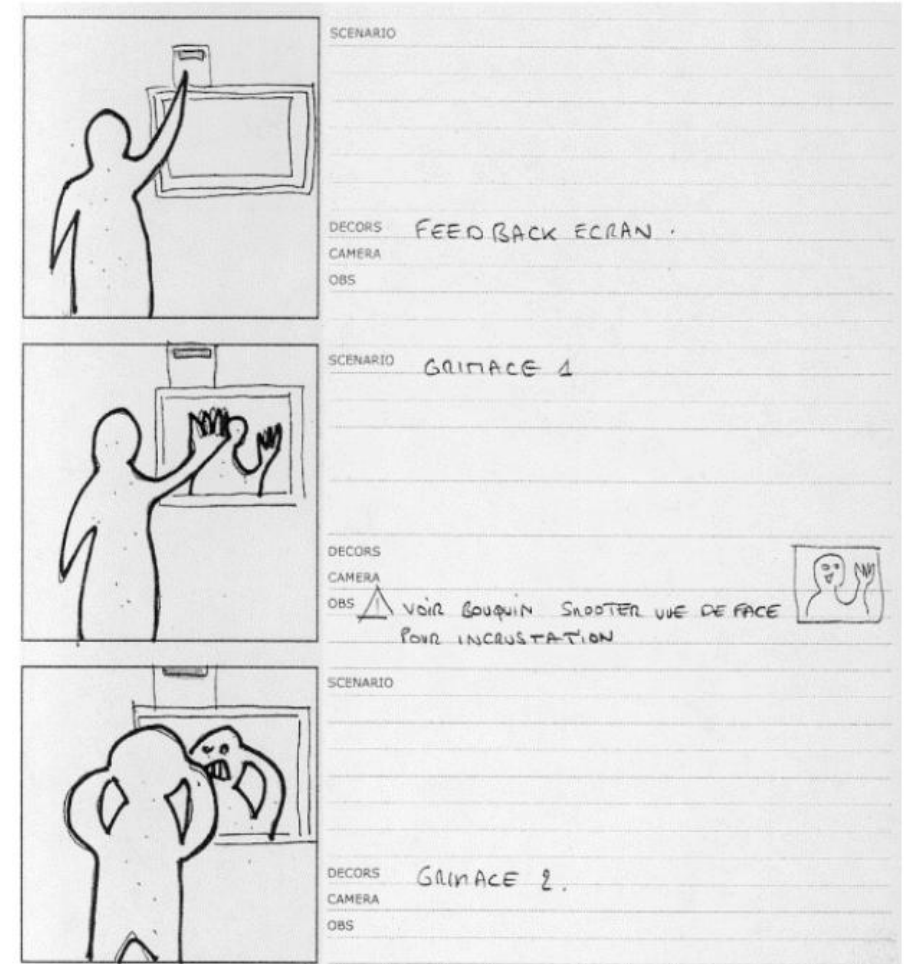 SCENARIO
DECORS FEEDBACK ECRAN.
CAMERA
OBS
SCENARIO GRIMACE 1
DECORS
CAMERA
OBS ! VOIR BOUQUIN SHOOTER VUE DE FACE
POUR INCRUSTATION
SCENARIO
DECORS GRIMACE 2.
CAMERA
OBS